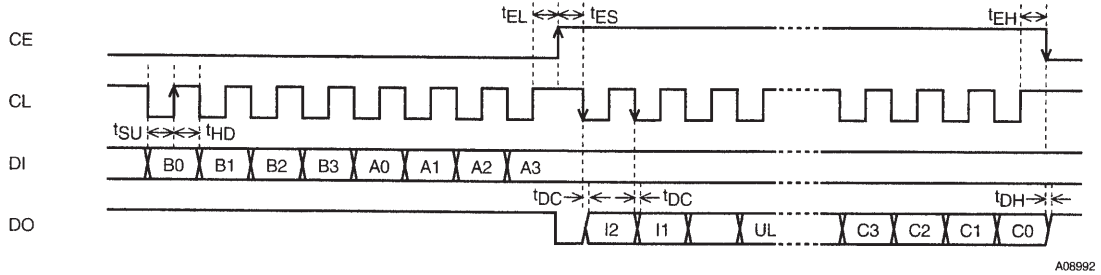 tEL tES tEH
CE
CL
tSU tHD
DI B0 B1 B2 B3 A0 A1 A2 A3
tDC tDC tDH
DO I2 I1 UL C3 C2 C1 C0
A08992